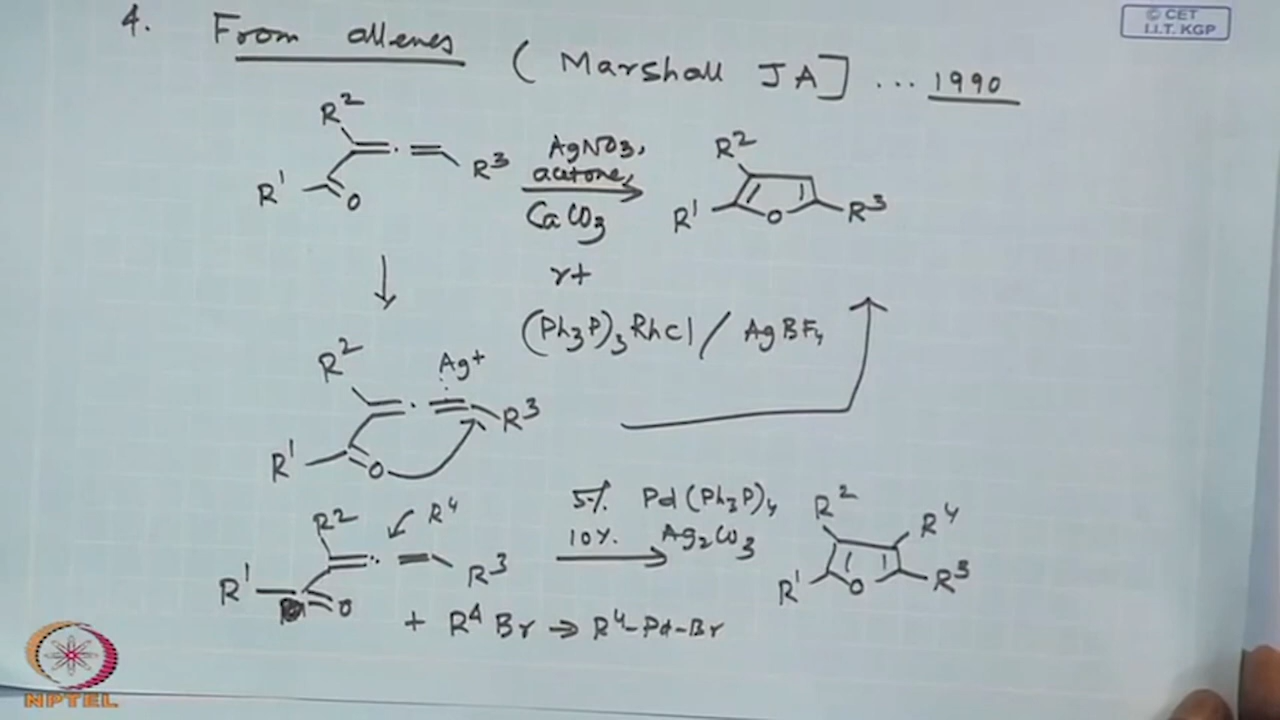 4. From allenes (Marshall JA] ... 1990
© CET
I.I.T. KGP
R² R¹ O R³
AgNO₃,
acetone,
CaCO₃
rt
(Ph₃P)₃RhCl / AgBF₄
R² R¹ O R³
R² Ag⁺ R¹ O R³
R² R⁴ R¹ O R³
+ R⁴Br → R⁴-Pd-Br
5% Pd(Ph₃P)₄
10% Ag₂CO₃
R² R⁴ R¹ O R³
NPTEL